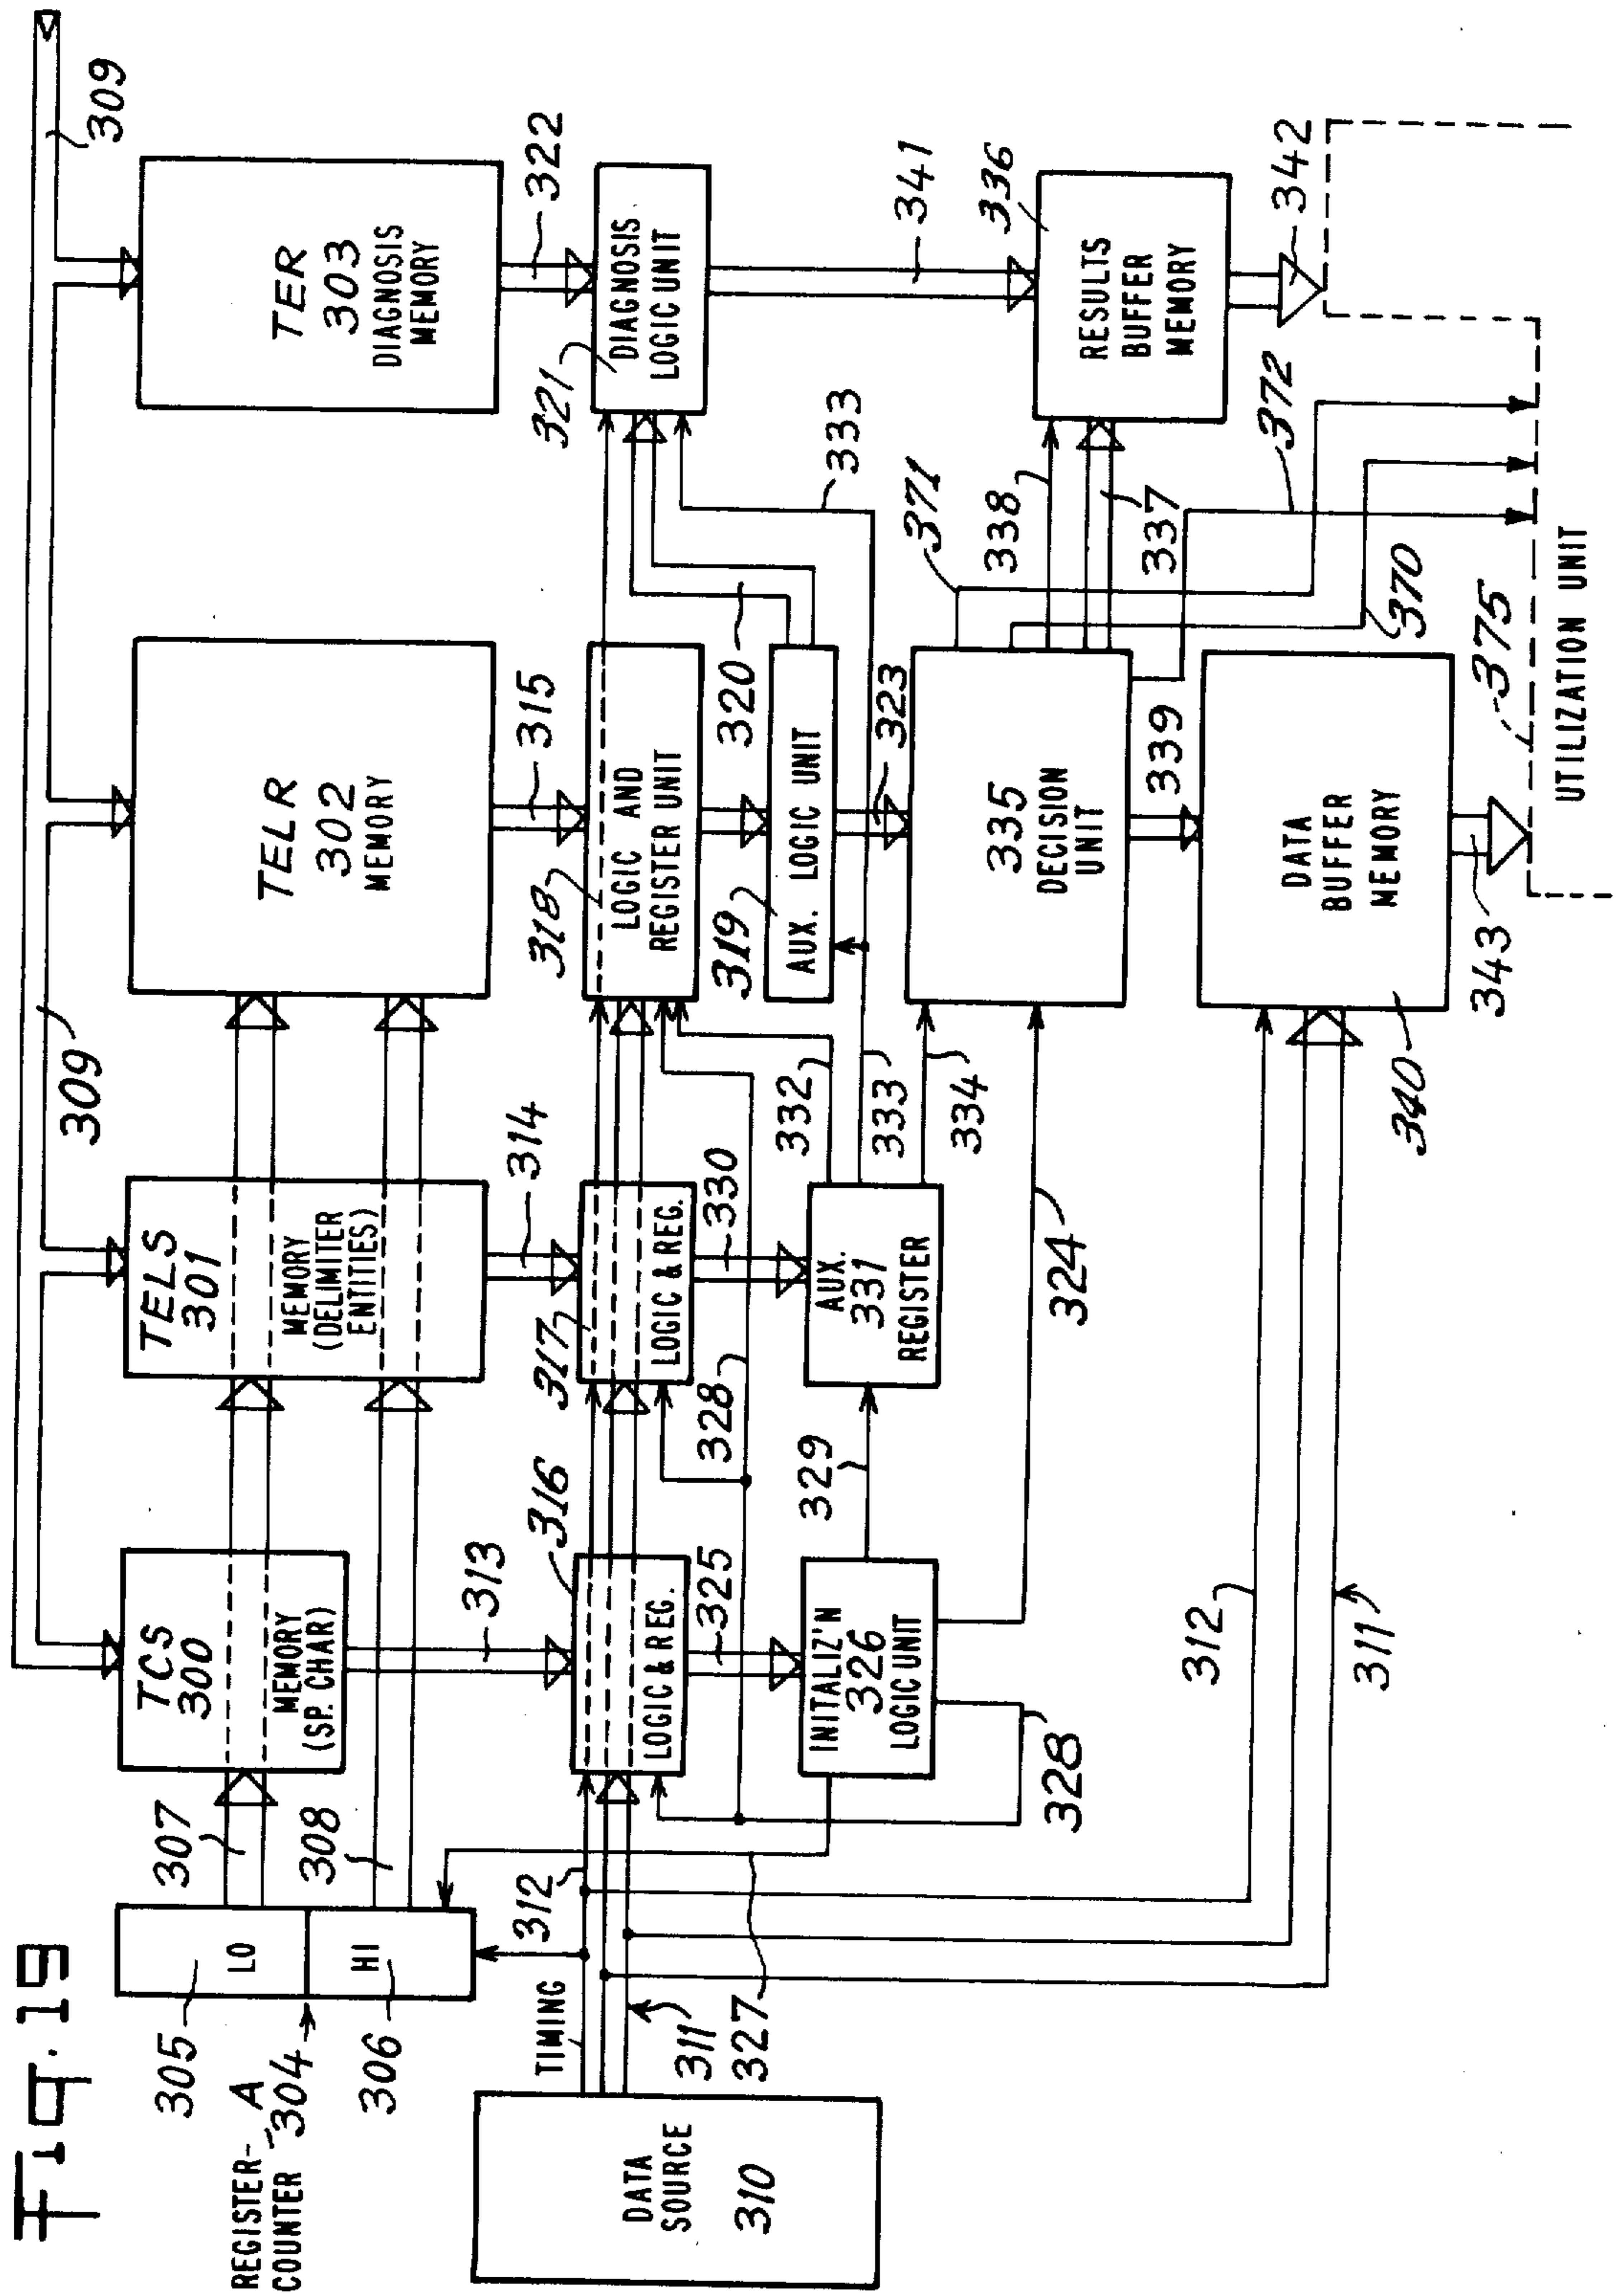 Fig. 19
REGISTER- A
COUNTER 304
305
LO
HI
306
307
308
309
309
TCS
300
MEMORY
(SP. CHAR)
TELS
301
MEMORY
(DELIMITER
ENTITIES)
TELR
302
MEMORY
TER
303
DIAGNOSIS
MEMORY
313
314
315
322
DATA
SOURCE
310
TIMING
312
311
327
316
LOGIC & REG.
317
LOGIC & REG.
318
LOGIC AND
REGISTER UNIT
321
DIAGNOSIS
LOGIC UNIT
325
328
330
319
AUX. LOGIC UNIT
320
333
341
INITALIZ'N
326
LOGIC UNIT
328
329
AUX.
331
REGISTER
332
333
334
323
324
335
DECISION
UNIT
371
338
337
336
RESULTS
BUFFER
MEMORY
372
342
370
339
312
311
340
DATA
BUFFER
MEMORY
343
375
UTILIZATION UNIT